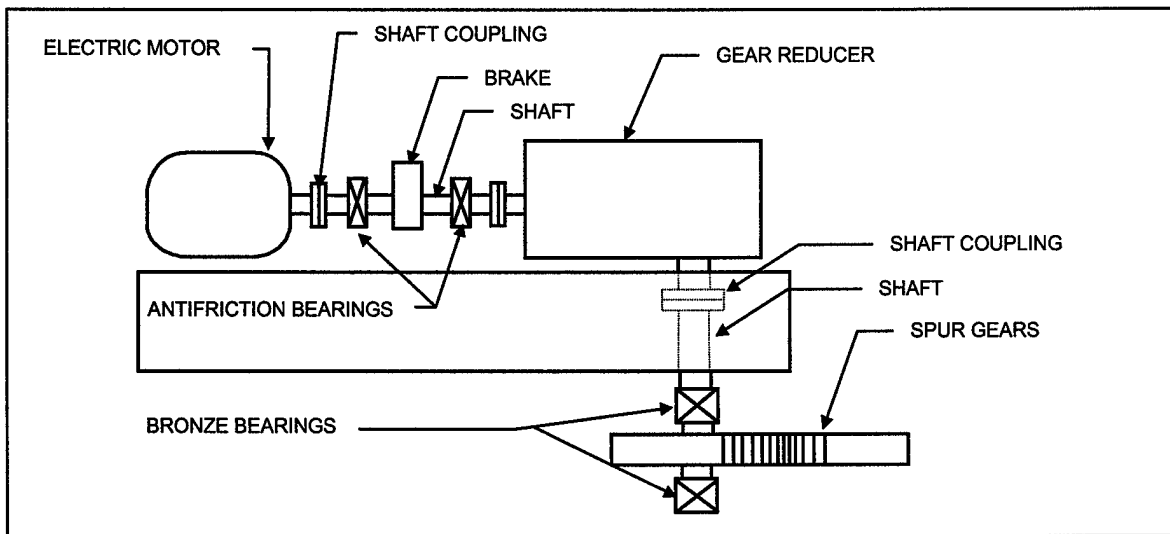 ELECTRIC MOTOR
SHAFT COUPLING
BRAKE
SHAFT
GEAR REDUCER
SHAFT COUPLING
SHAFT
ANTIFRICTION BEARINGS
SPUR GEARS
BRONZE BEARINGS